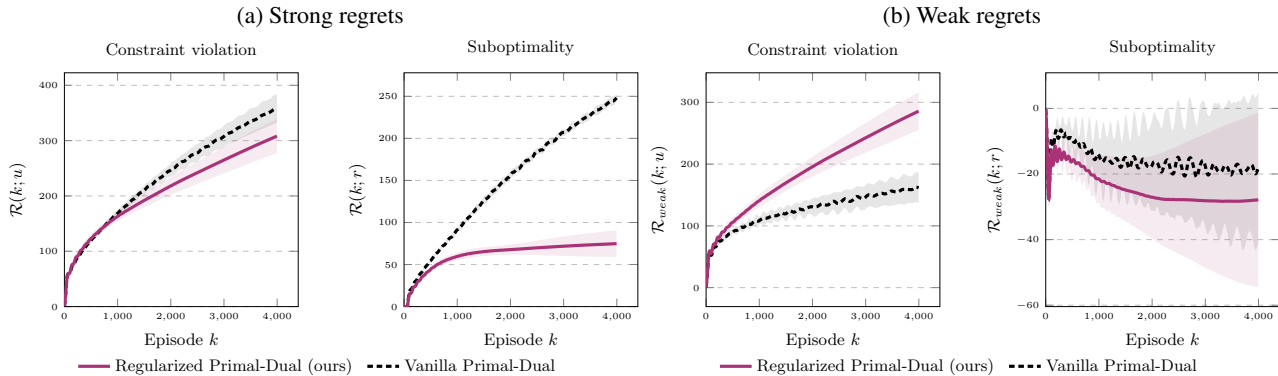 (a) Strong regrets
(b) Weak regrets
Constraint violation
Suboptimality
Constraint violation
Suboptimality
R(k; u)
400
300
200
100
0
0 1,000 2,000 3,000 4,000
Episode k
R(k; r)
250
200
150
100
50
0
0 1,000 2,000 3,000 4,000
Episode k
R_weak(k; u)
300
200
100
0
0 1,000 2,000 3,000 4,000
Episode k
R_weak(k; r)
0
−20
−40
−60
0 1,000 2,000 3,000 4,000
Episode k
Regularized Primal-Dual (ours) Vanilla Primal-Dual
Regularized Primal-Dual (ours) Vanilla Primal-Dual